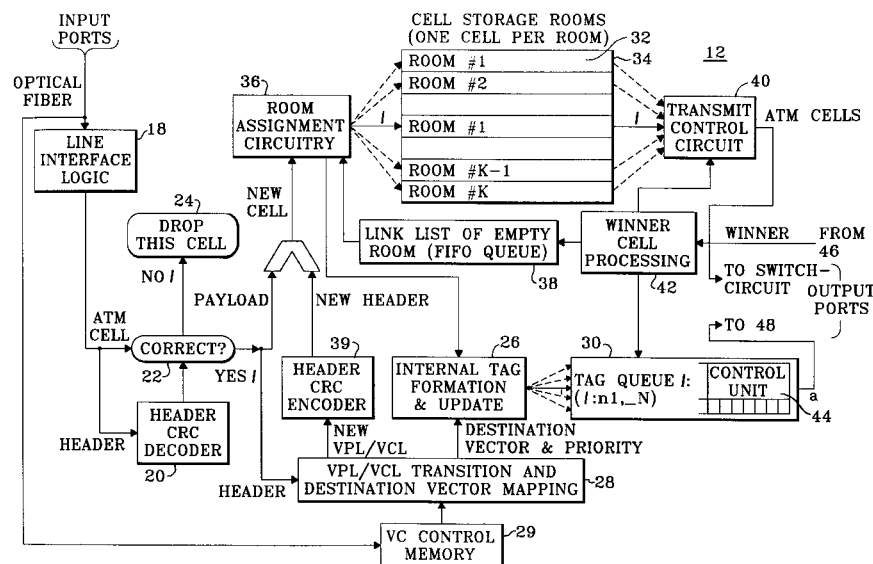 INPUT
PORTS
OPTICAL
FIBER
18
LINE
INTERFACE
LOGIC
24
DROP
THIS CELL
NO
ATM
CELL
CORRECT?
22
YES
HEADER
HEADER
CRC
DECODER
20
CELL STORAGE ROOMS
(ONE CELL PER ROOM)
32
34
12
36
ROOM
ASSIGNMENT
CIRCUITRY
ROOM #1
ROOM #2
ROOM #1
ROOM #K-1
ROOM #K
40
TRANSMIT
CONTROL
CIRCUIT
ATM CELLS
NEW
CELL
LINK LIST OF EMPTY
ROOM (FIFO QUEUE)
38
WINNER
CELL
PROCESSING
42
WINNER
FROM
46
TO SWITCH-
CIRCUIT
OUTPUT
PORTS
TO 48
PAYLOAD
NEW HEADER
39
HEADER
CRC
ENCODER
26
INTERNAL TAG
FORMATION
& UPDATE
30
TAG QUEUE l:
(l:n1,_N)
CONTROL
UNIT
44
a
NEW
VPL/VCL
DESTINATION
VECTOR & PRIORITY
HEADER
VPL/VCL TRANSITION AND
DESTINATION VECTOR MAPPING
28
VC CONTROL
MEMORY
29